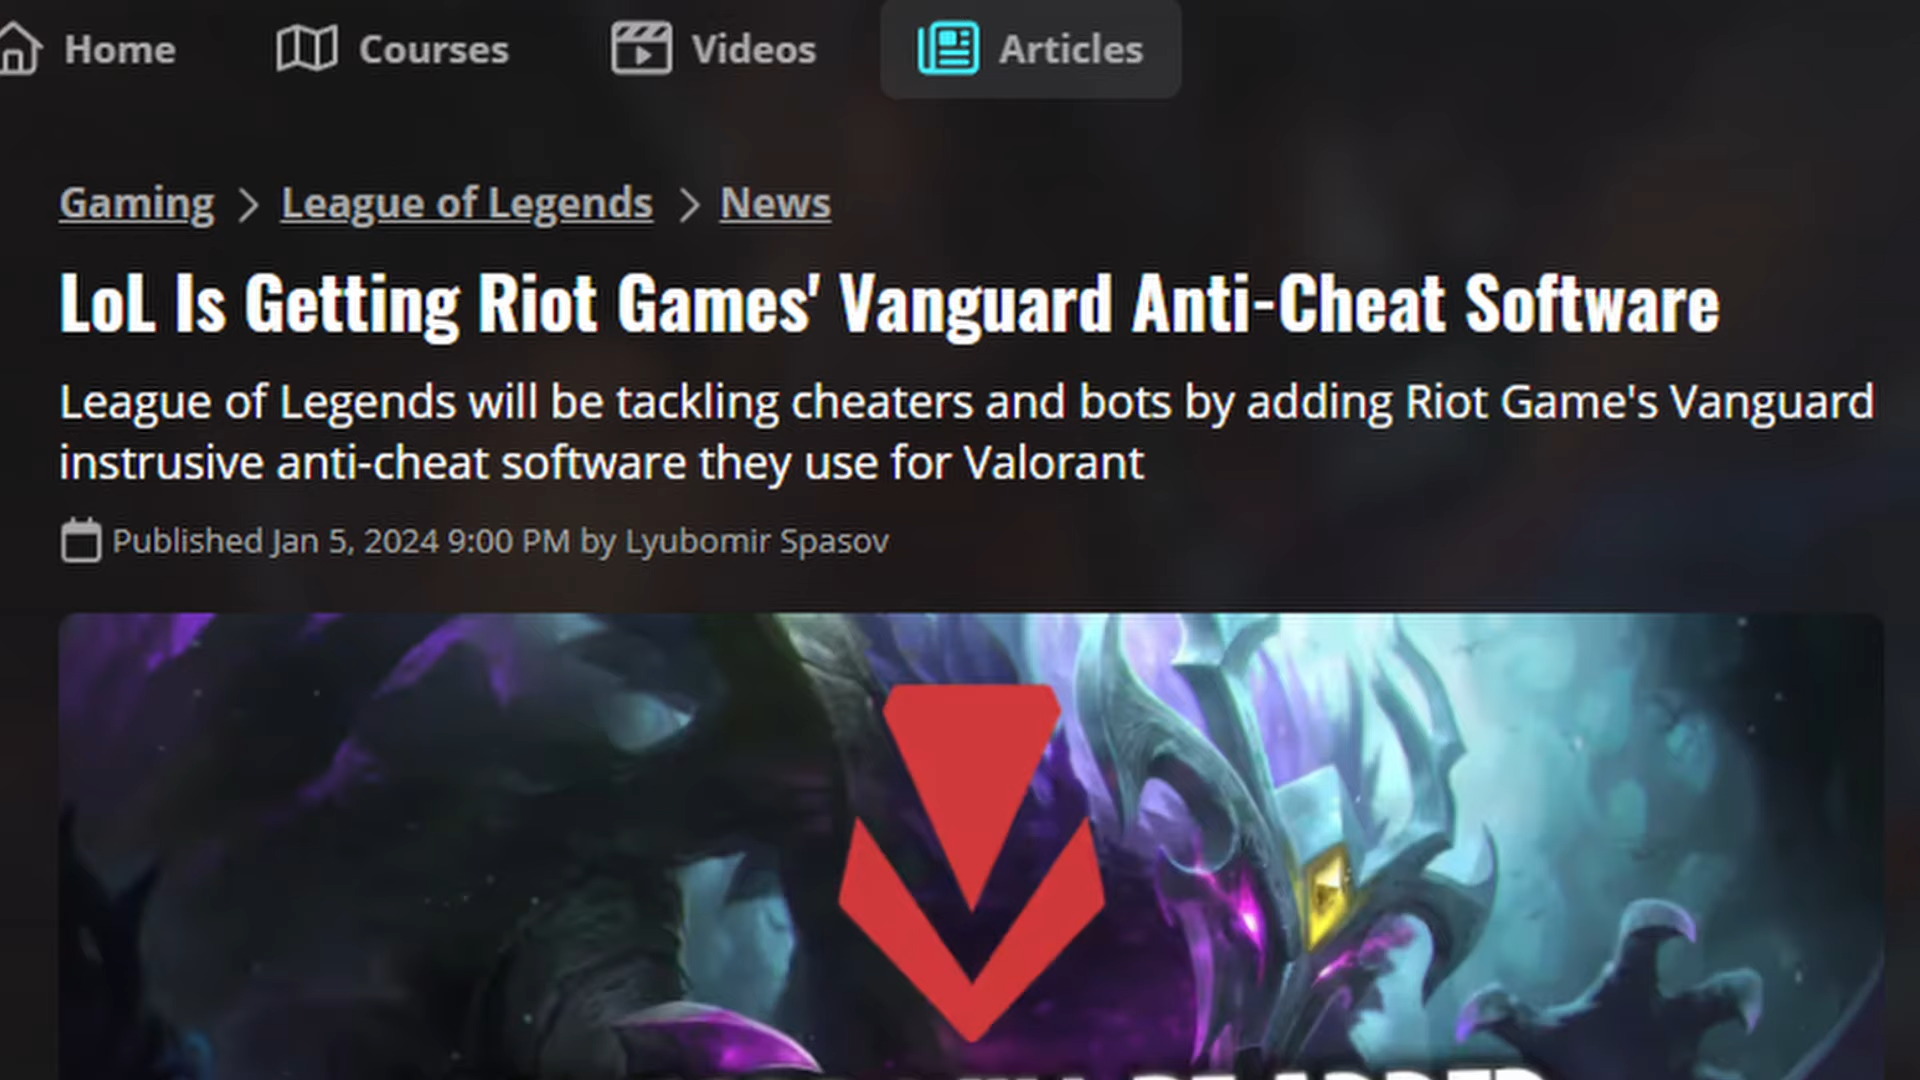 Home Courses Videos Articles
Gaming > League of Legends > News
LoL Is Getting Riot Games' Vanguard Anti-Cheat Software
League of Legends will be tackling cheaters and bots by adding Riot Game's Vanguard
instrusive anti-cheat software they use for Valorant
Published Jan 5, 2024 9:00 PM by Lyubomir Spasov